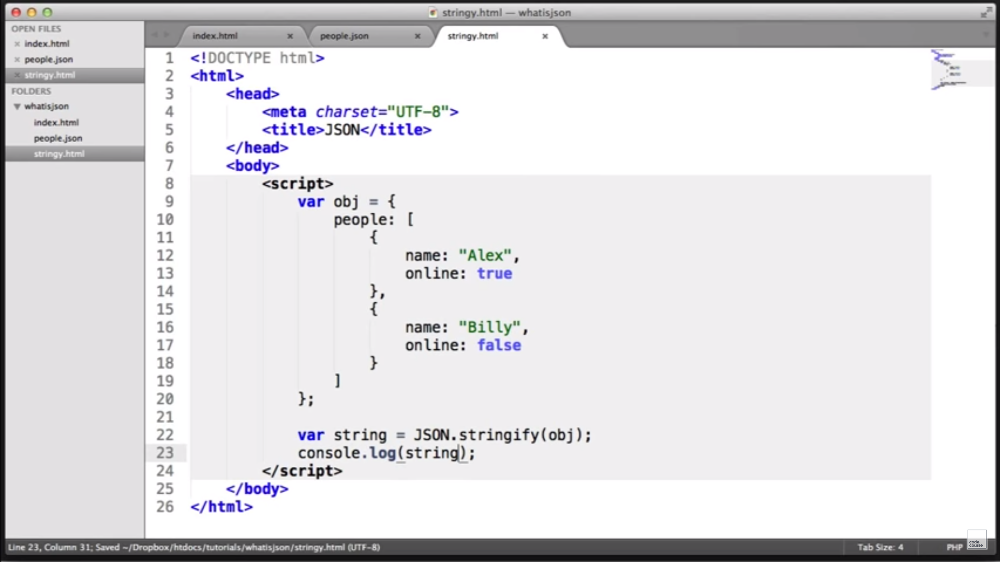 stringy.html — whatisjson
OPEN FILES
index.html
people.json
stringy.html
FOLDERS
whatisjson
index.html
people.json
stringy.html
index.html
people.json
stringy.html
1 <!DOCTYPE html>
2 <html>
3 <head>
4 <meta charset="UTF-8">
5 <title>JSON</title>
6 </head>
7 <body>
8 <script>
9 var obj = {
10 people: [
11 {
12 name: "Alex",
13 online: true
14 },
15 {
16 name: "Billy",
17 online: false
18 }
19 ]
20 };
21
22 var string = JSON.stringify(obj);
23 console.log(string);
24 </script>
25 </body>
26 </html>
Line 23, Column 31; Saved ~/Dropbox/htdocs/tutorials/whatisjson/stringy.html (UTF-8)
Tab Size: 4
PHP
code
course